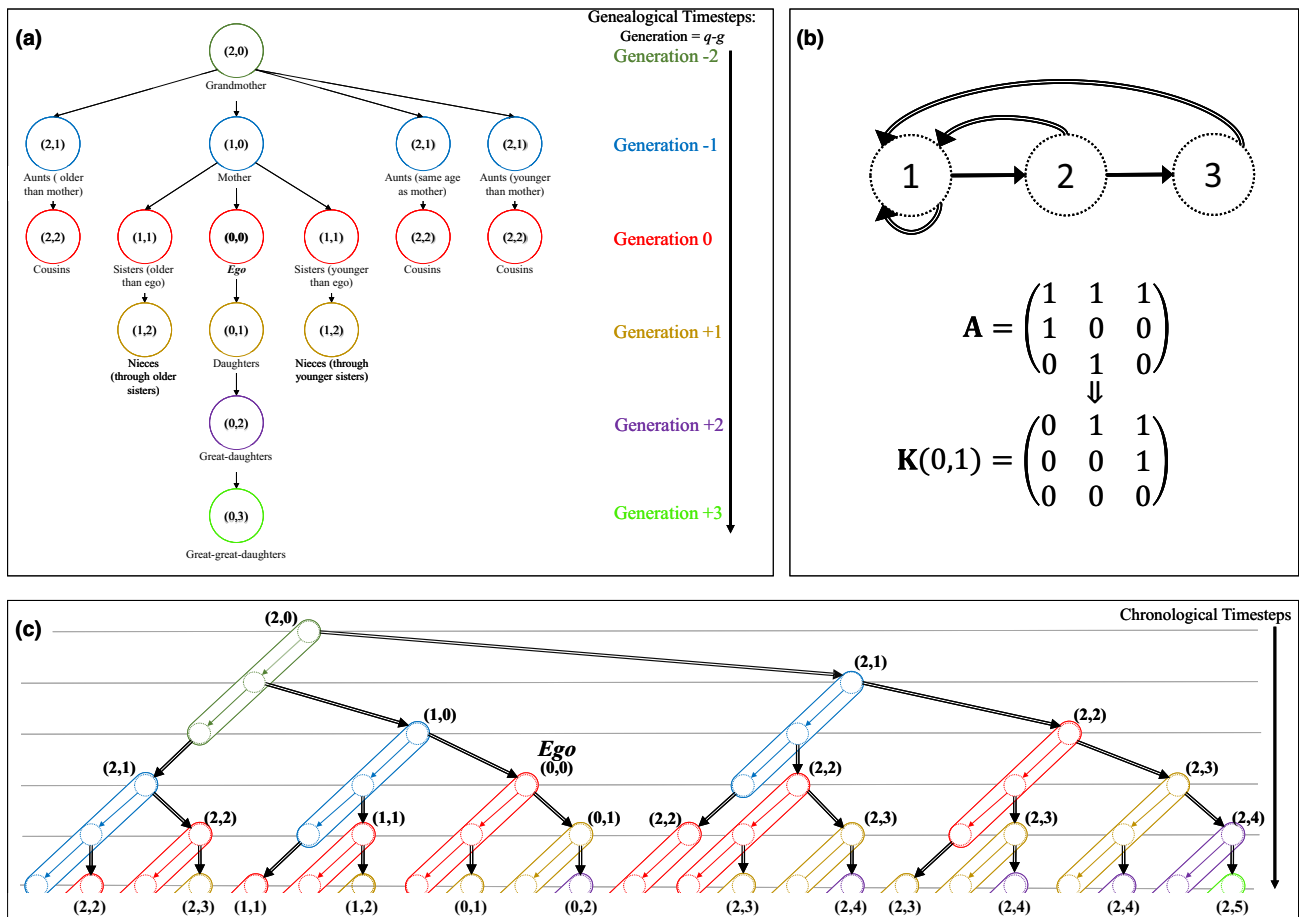 (a)
Genealogical Timesteps:
Generation = q-g
(2,0)
Grandmother
Generation -2
(2,1)
(1,0)
(2,1)
(2,1)
Generation -1
Aunts ( older
than mother)
Mother
Aunts (same age
as mother)
Aunts (younger
than mother)
(2,2)
(1,1)
(0,0)
(1,1)
(2,2)
(2,2)
Generation 0
Cousins
Sisters (older
than ego)
Ego
Sisters (younger
than ego)
Cousins
Cousins
(1,2)
(0,1)
(1,2)
Generation +1
Nieces
(through older
sisters)
Daughters
Nieces (through
younger sisters)
(0,2)
Generation +2
Great-daughters
(0,3)
Generation +3
Great-great-daughters
(b)
1 2 3
A = (1 1 1
1 0 0
0 1 0)
⇓
K(0,1) = (0 1 1
0 0 1
0 0 0)
(c)
Chronological Timesteps
(2,0)
(2,1)
(1,0)
(2,2)
Ego
(2,1)
(0,0)
(2,2)
(2,3)
(2,2)
(1,1)
(0,1)
(2,2)
(2,3)
(2,3)
(2,4)
(2,2) (2,3) (1,1) (1,2) (0,1) (0,2) (2,3) (2,4) (2,3) (2,4) (2,4) (2,5)